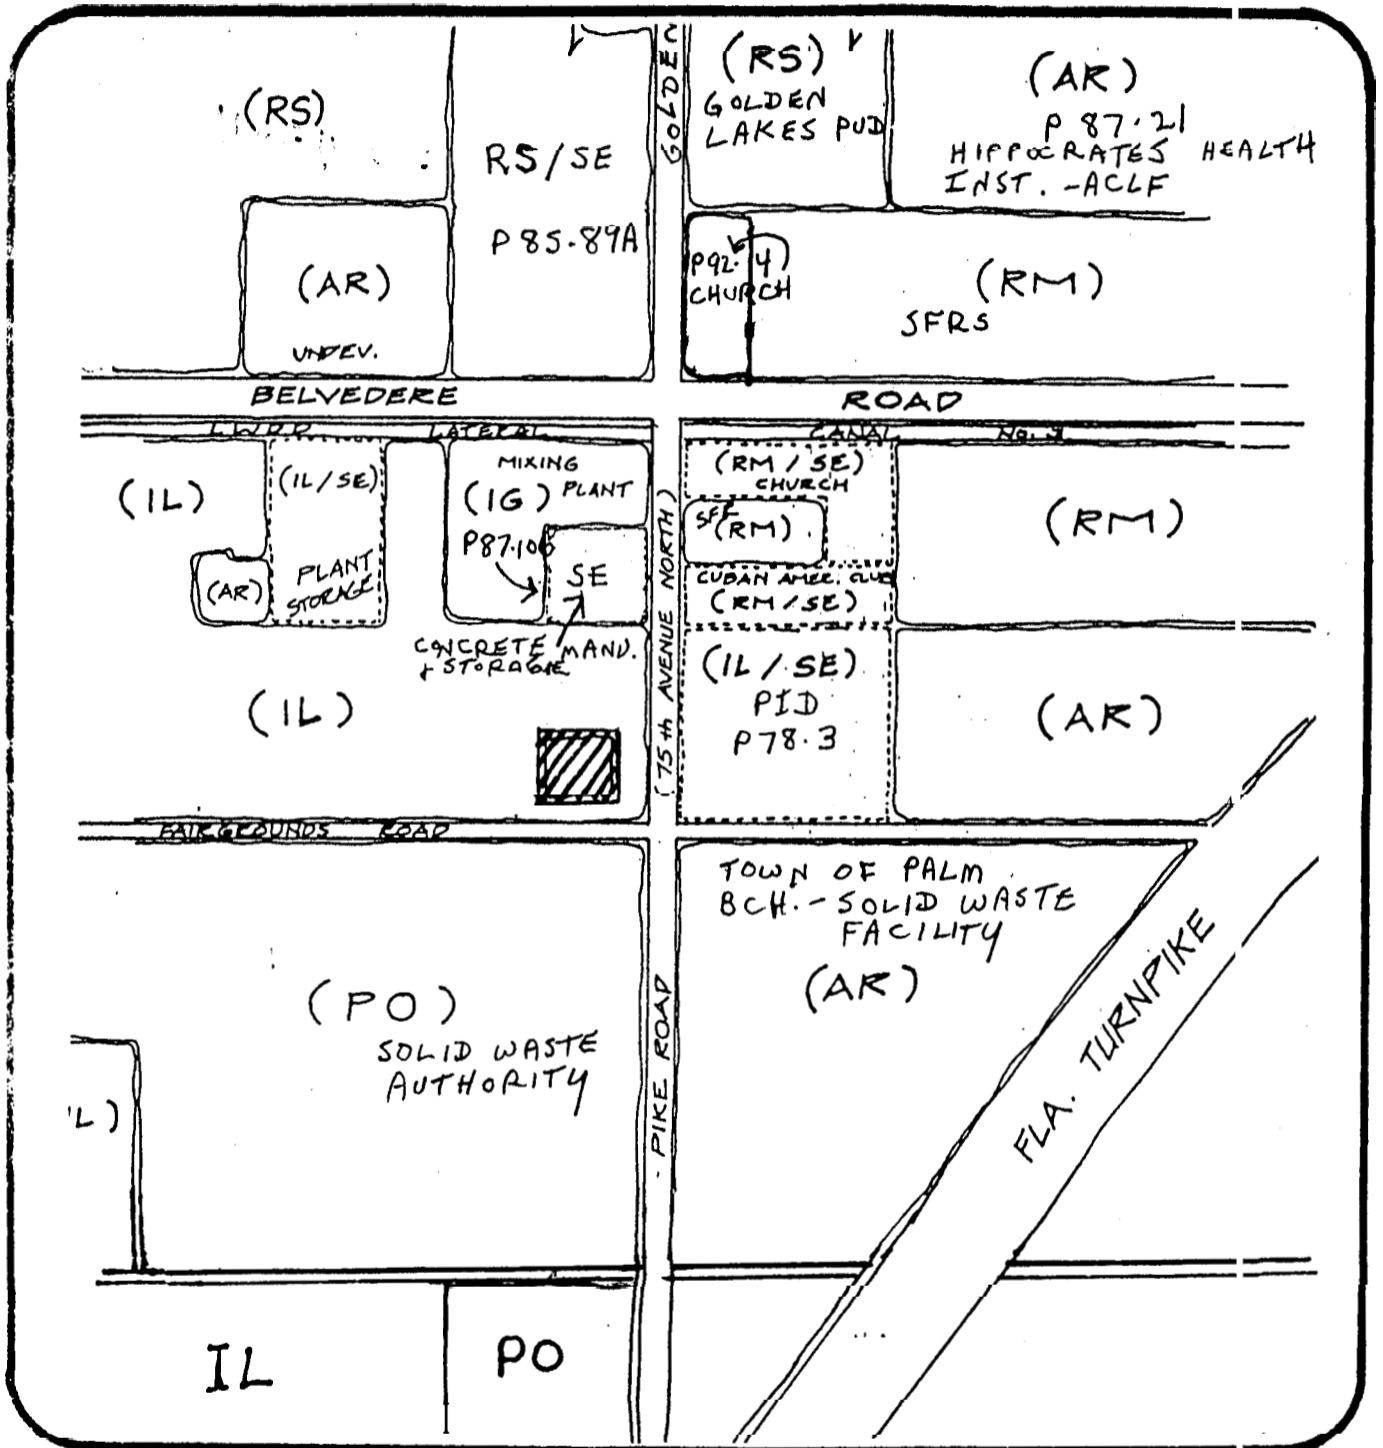 (RS)
RS/SE
P85-89A
(AR)
UNDEV.
GOLDEN
(RS)
GOLDEN
LAKES PUD
(AR)
P 87-21
HIPPOCRATES HEALTH
INST. -ACLF
P92-4
CHURCH
(RM)
SFRS
BELVEDERE ROAD
LATERAL CANAL No.
(IL)
(IL/SE)
PLANT
STORAGE
(AR)
MIXING
(IG) PLANT
P87-106
SE
CONCRETE MANU.
+ STORAGE
(75th AVENUE NORTH)
(RM/SE)
CHURCH
(RM)
CUBAN AMER. CLUB
(RM/SE)
(RM)
(IL)
(IL/SE)
PID
P78-3
(AR)
FAIRGROUNDS ROAD
TOWN OF PALM
BCH. - SOLID WASTE
FACILITY
(AR)
(PO)
SOLID WASTE
AUTHORITY
'L)
PIKE ROAD
FLA. TURNPIKE
IL
PO